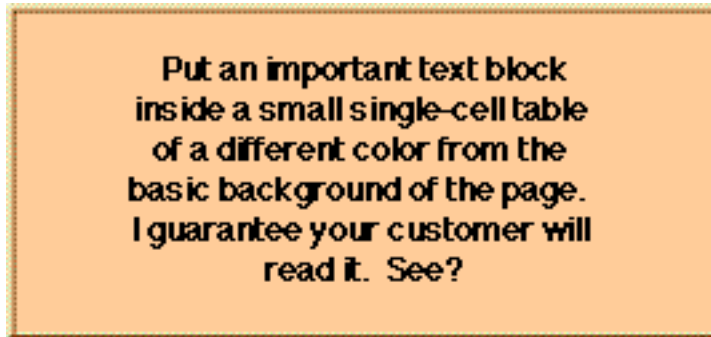 Put an important text block
inside a small single-cell table
of a different color from the
basic background of the page.
I guarantee your customer will
read it.  See?